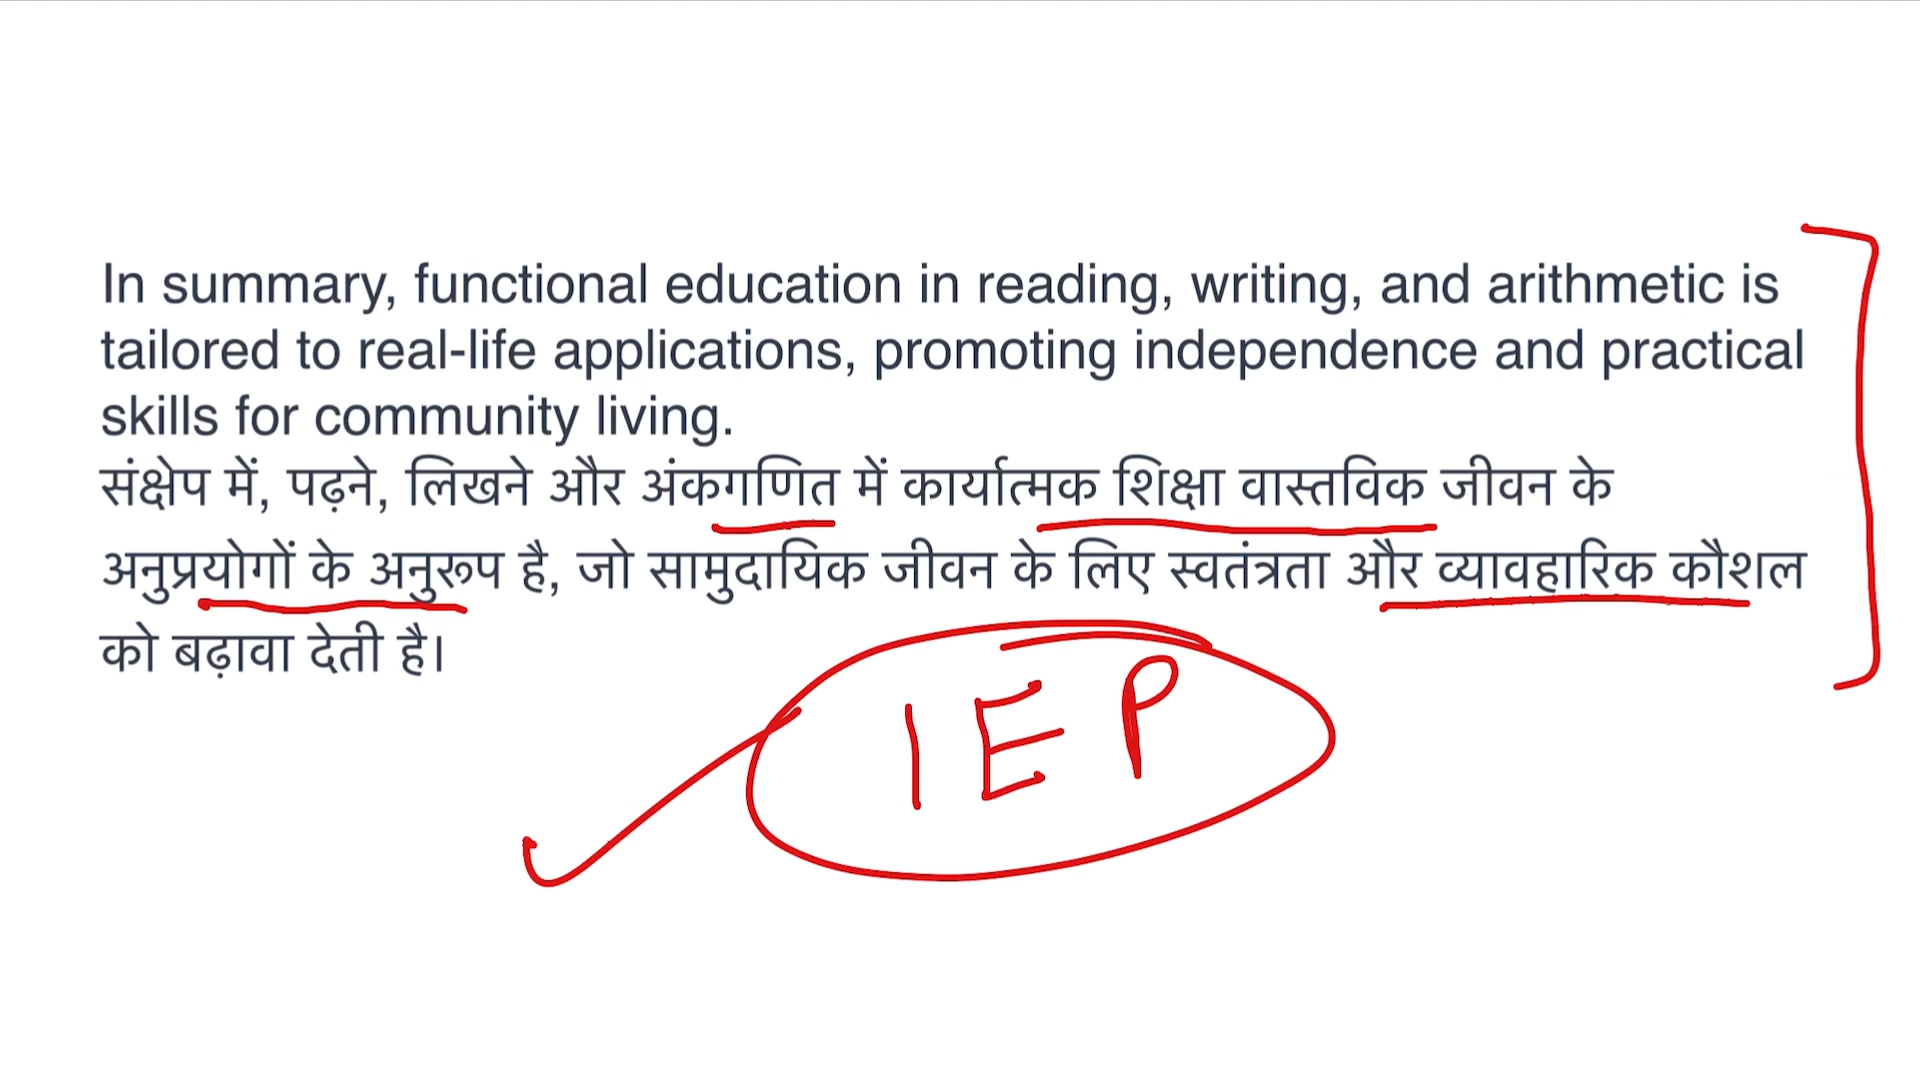 In summary, functional education in reading, writing, and arithmetic is
tailored to real-life applications, promoting independence and practical
skills for community living.
संक्षेप में, पढ़ने, लिखने और अंकगणित में कार्यात्मक शिक्षा वास्तविक जीवन के
अनुप्रयोगों के अनुरूप है, जो सामुदायिक जीवन के लिए स्वतंत्रता और व्यावहारिक कौशल
को बढ़ावा देती है।
IEP